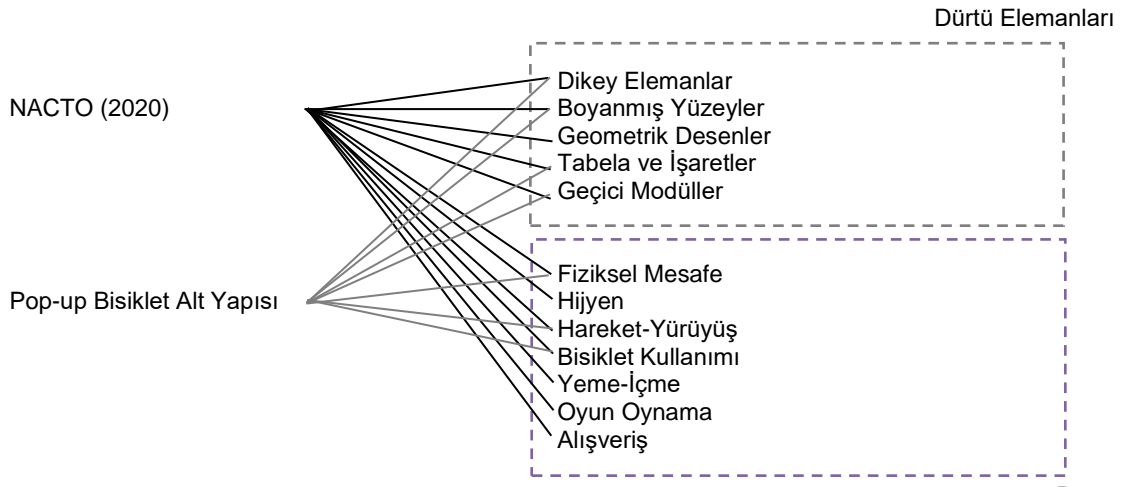 Dürtü Elemanları
NACTO (2020)
Dikey Elemanlar
Boyanmış Yüzeyler
Geometrik Desenler
Tabela ve İşaretler
Geçici Modüller
Pop-up Bisiklet Alt Yapısı
Fiziksel Mesafe
Hijyen
Hareket-Yürüyüş
Bisiklet Kullanımı
Yeme-İçme
Oyun Oynama
Alışveriş